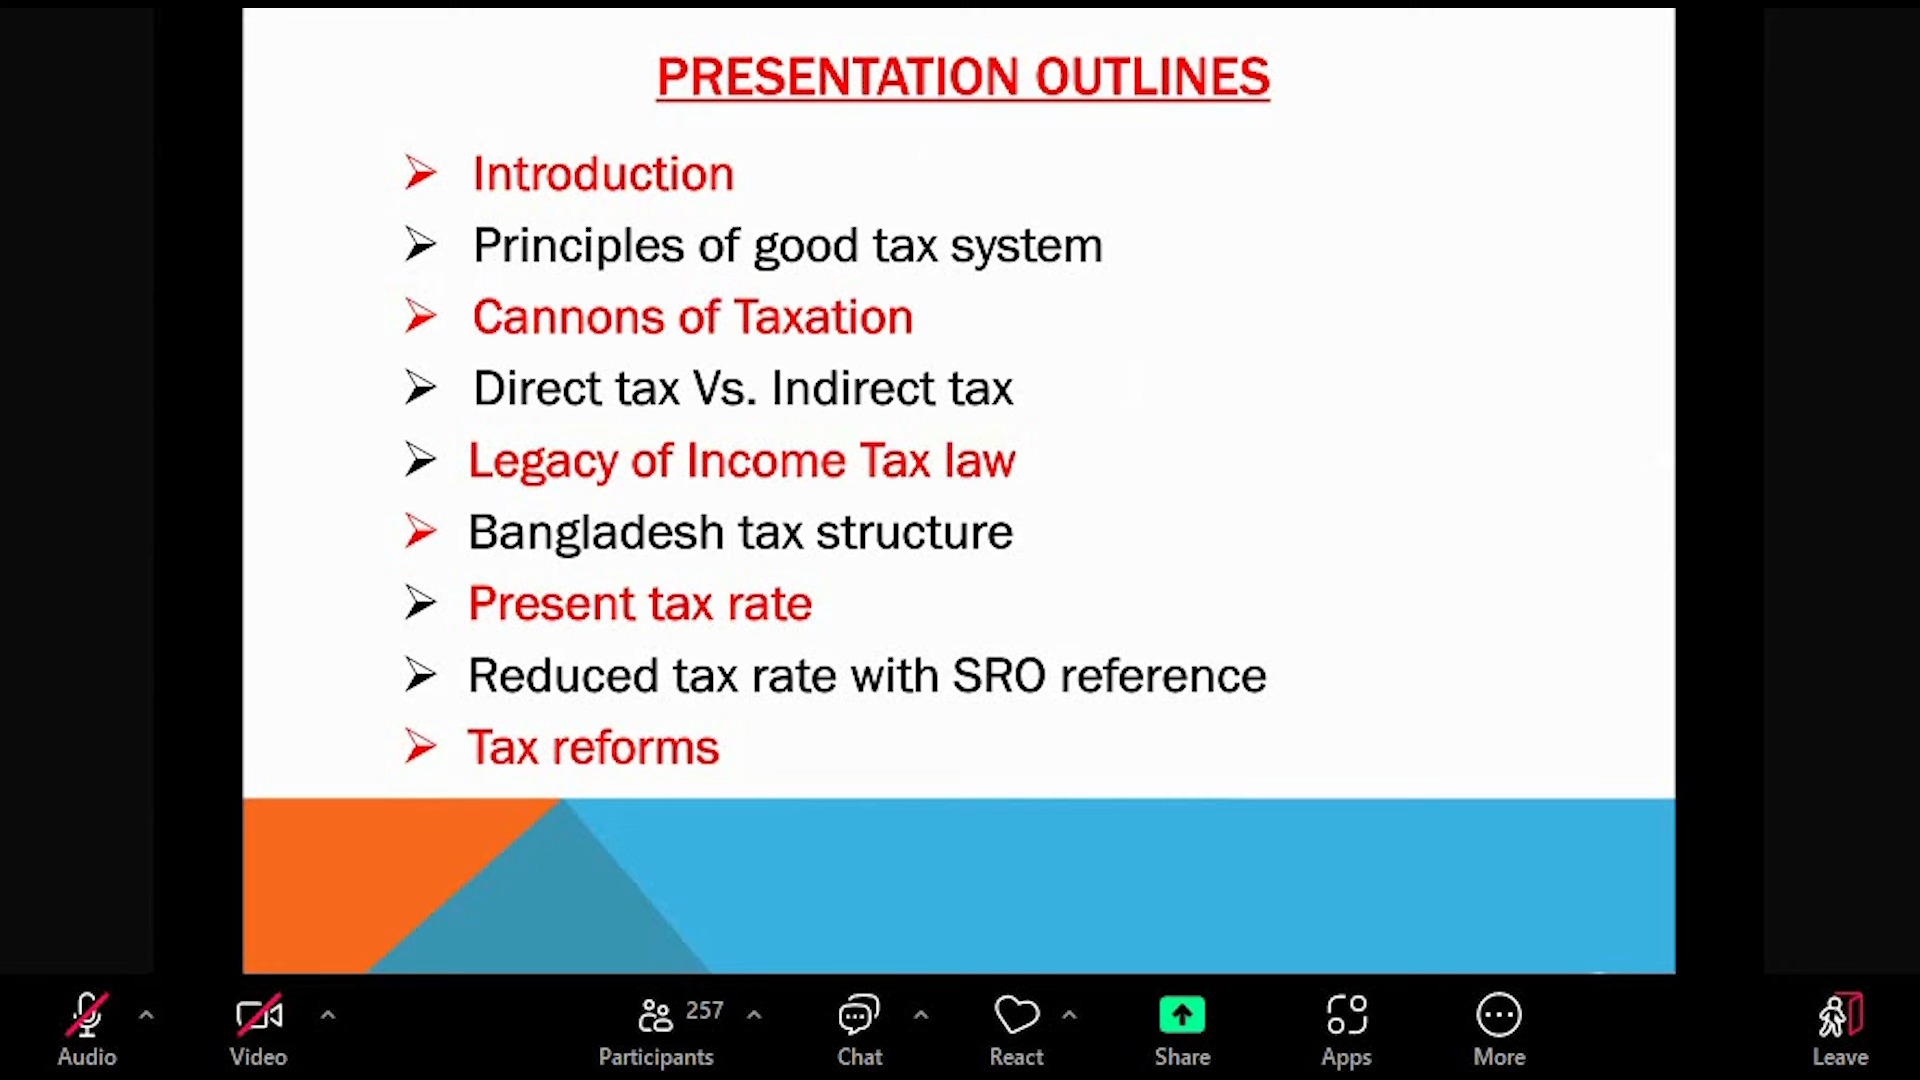 PRESENTATION OUTLINES
Introduction
Principles of good tax system
Cannons of Taxation
Direct tax Vs. Indirect tax
Legacy of Income Tax law
Bangladesh tax structure
Present tax rate
Reduced tax rate with SRO reference
Tax reforms
257
Audio Video Participants Chat React Share Apps More Leave